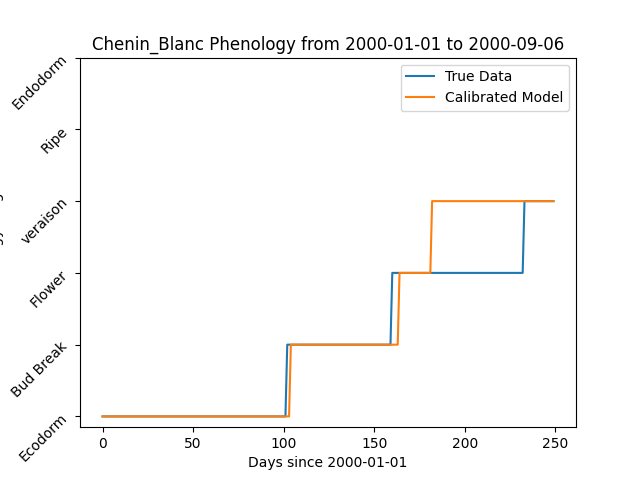 Chenin_Blanc Phenology from 2000-01-01 to 2000-09-06
True Data
Calibrated Model
Endodorm
Ripe
veraison
Flower
Bud Break
Ecodorm
0 50 100 150 200 250
Days since 2000-01-01